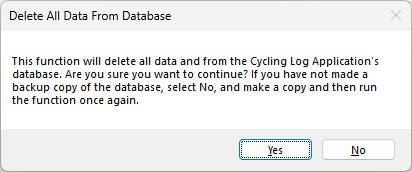 Delete All Data From Database
This function will delete all data and from the Cycling Log Application's
database. Are you sure you want to continue? If you have not made a
backup copy of the database, select No, and make a copy and then run
the function once again.
Yes
No